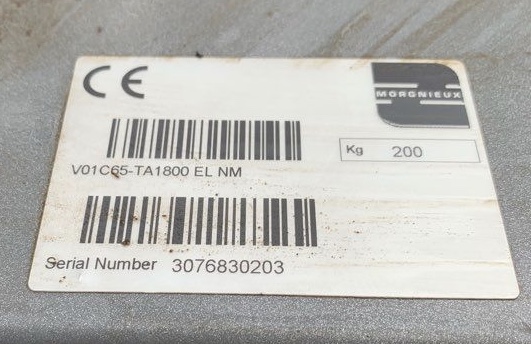 CE
MORGNIEUX
Kg 200
V01C65-TA1800 EL NM
Serial Number 3076830203